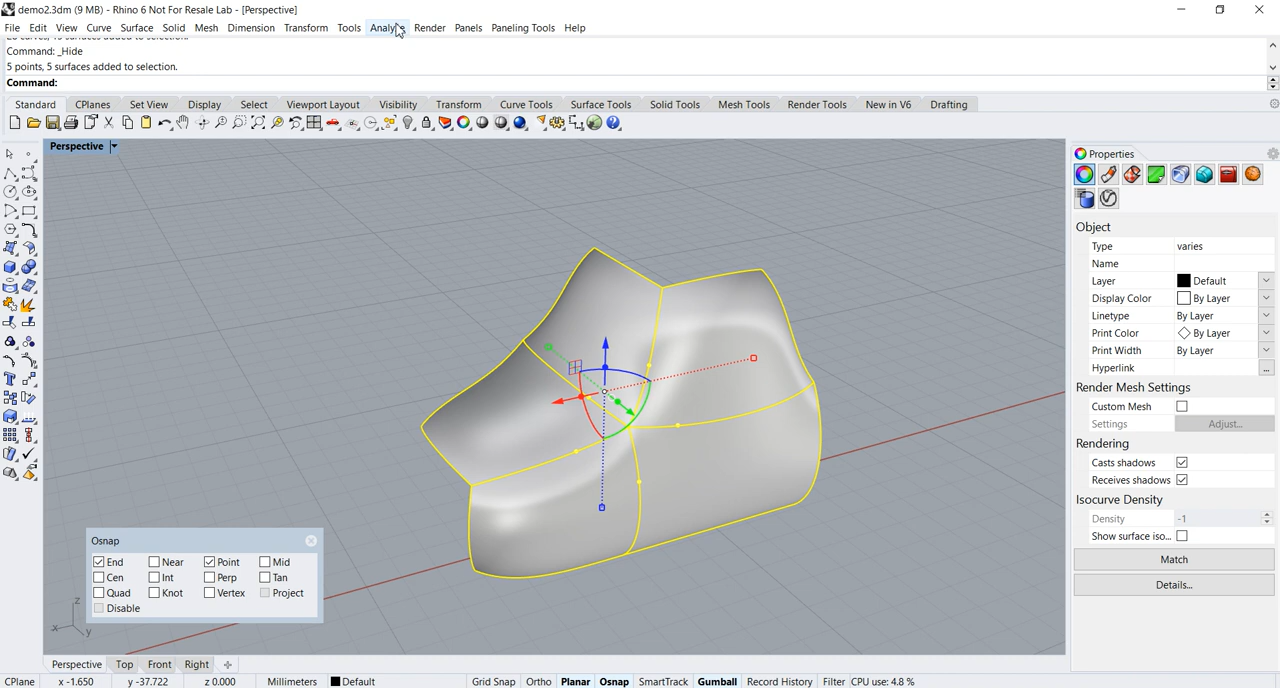 demo2.3dm (9 MB) - Rhino 6 Not For Resale Lab - [Perspective]
File Edit View Curve Surface Solid Mesh Dimension Transform Tools Analyze Render Panels Paneling Tools Help
Command: _Hide
5 points, 5 surfaces added to selection.
Command:
Standard CPlanes Set View Display Select Viewport Layout Visibility Transform Curve Tools Surface Tools Solid Tools Mesh Tools Render Tools New in V6 Drafting
Perspective
Properties
Object
Type varies
Name
Layer Default
Display Color By Layer
Linetype By Layer
Print Color By Layer
Print Width By Layer
Hyperlink ...
Render Mesh Settings
Custom Mesh
Settings Adjust...
Rendering
Casts shadows
Receives shadows
Isocurve Density
Density -1
Show surface iso...
Match
Details...
Osnap
End Near Point Mid
Cen Int Perp Tan
Quad Knot Vertex Project
Disable
z
x
y
Perspective Top Front Right
CPlane x -1.650 y -37.722 z 0.000 Millimeters Default Grid Snap Ortho Planar Osnap SmartTrack Gumball Record History Filter CPU use: 4.8 %